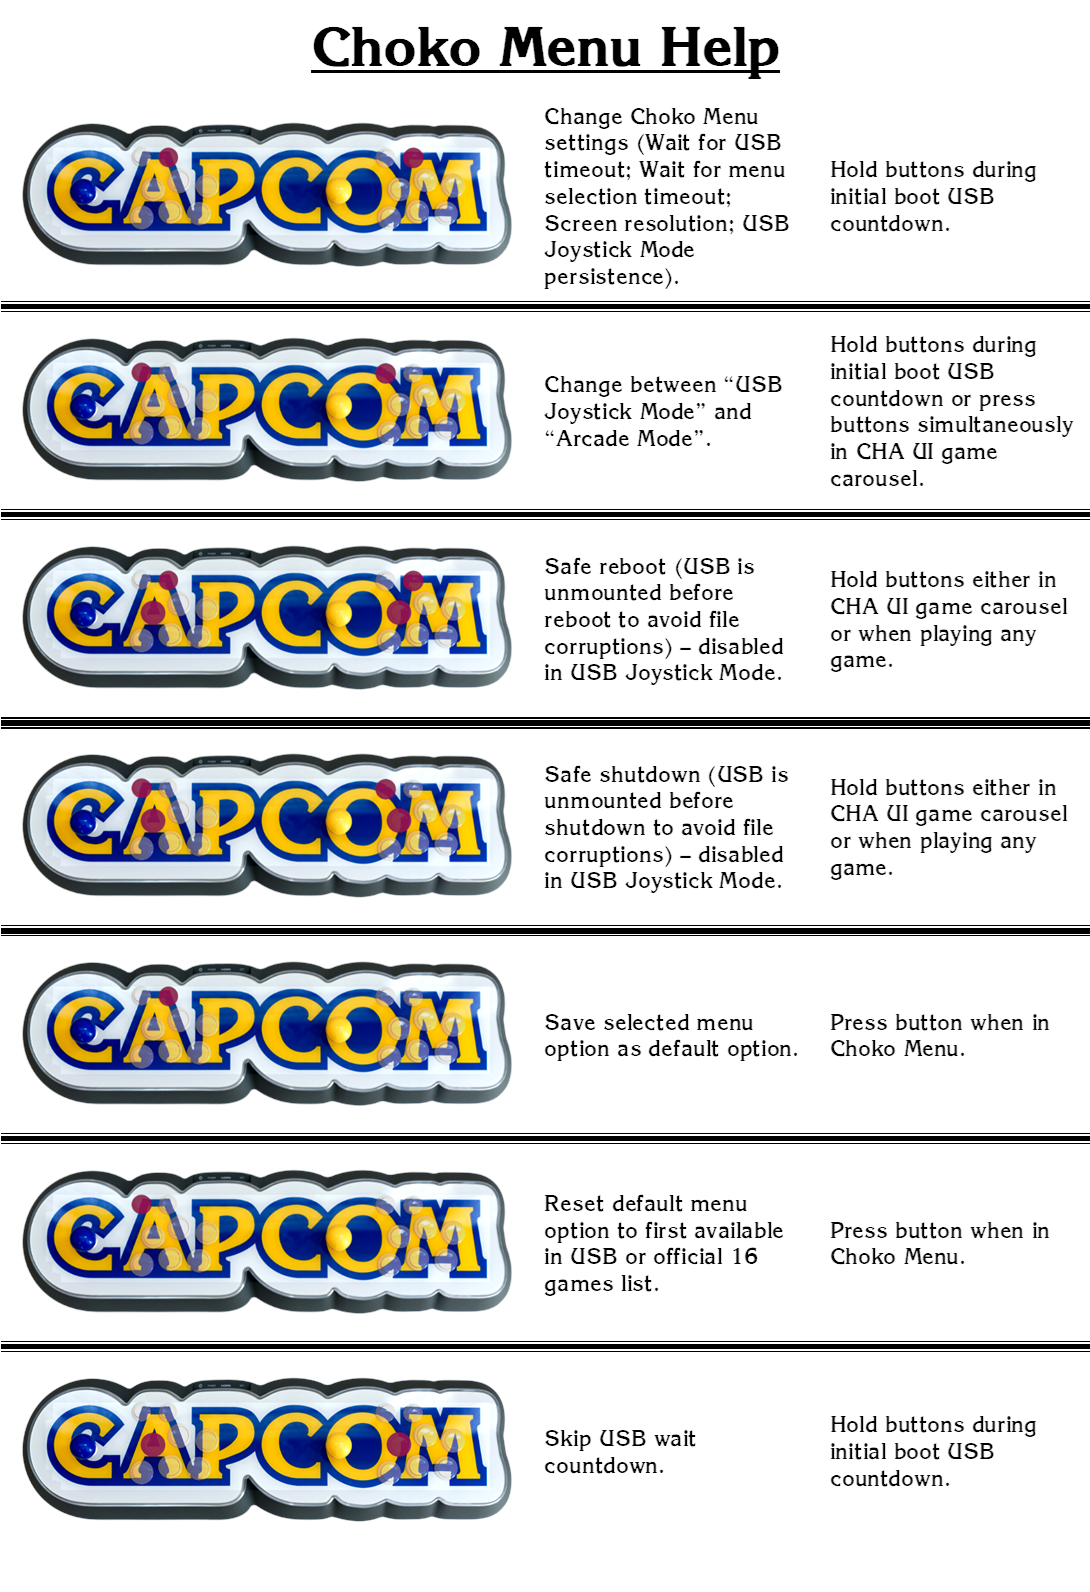 Choko Menu Help
CAPCOM
Change Choko Menu
settings (Wait for USB
timeout; Wait for menu
selection timeout;
Screen resolution; USB
Joystick Mode
persistence).
Hold buttons during
initial boot USB
countdown.
CAPCOM
Change between “USB
Joystick Mode” and
“Arcade Mode”.
Hold buttons during
initial boot USB
countdown or press
buttons simultaneously
in CHA UI game
carousel.
CAPCOM
Safe reboot (USB is
unmounted before
reboot to avoid file
corruptions) – disabled
in USB Joystick Mode.
Hold buttons either in
CHA UI game carousel
or when playing any
game.
CAPCOM
Safe shutdown (USB is
unmounted before
shutdown to avoid file
corruptions) – disabled
in USB Joystick Mode.
Hold buttons either in
CHA UI game carousel
or when playing any
game.
CAPCOM
Save selected menu
option as default option.
Press button when in
Choko Menu.
CAPCOM
Reset default menu
option to first available
in USB or official 16
games list.
Press button when in
Choko Menu.
CAPCOM
Skip USB wait
countdown.
Hold buttons during
initial boot USB
countdown.